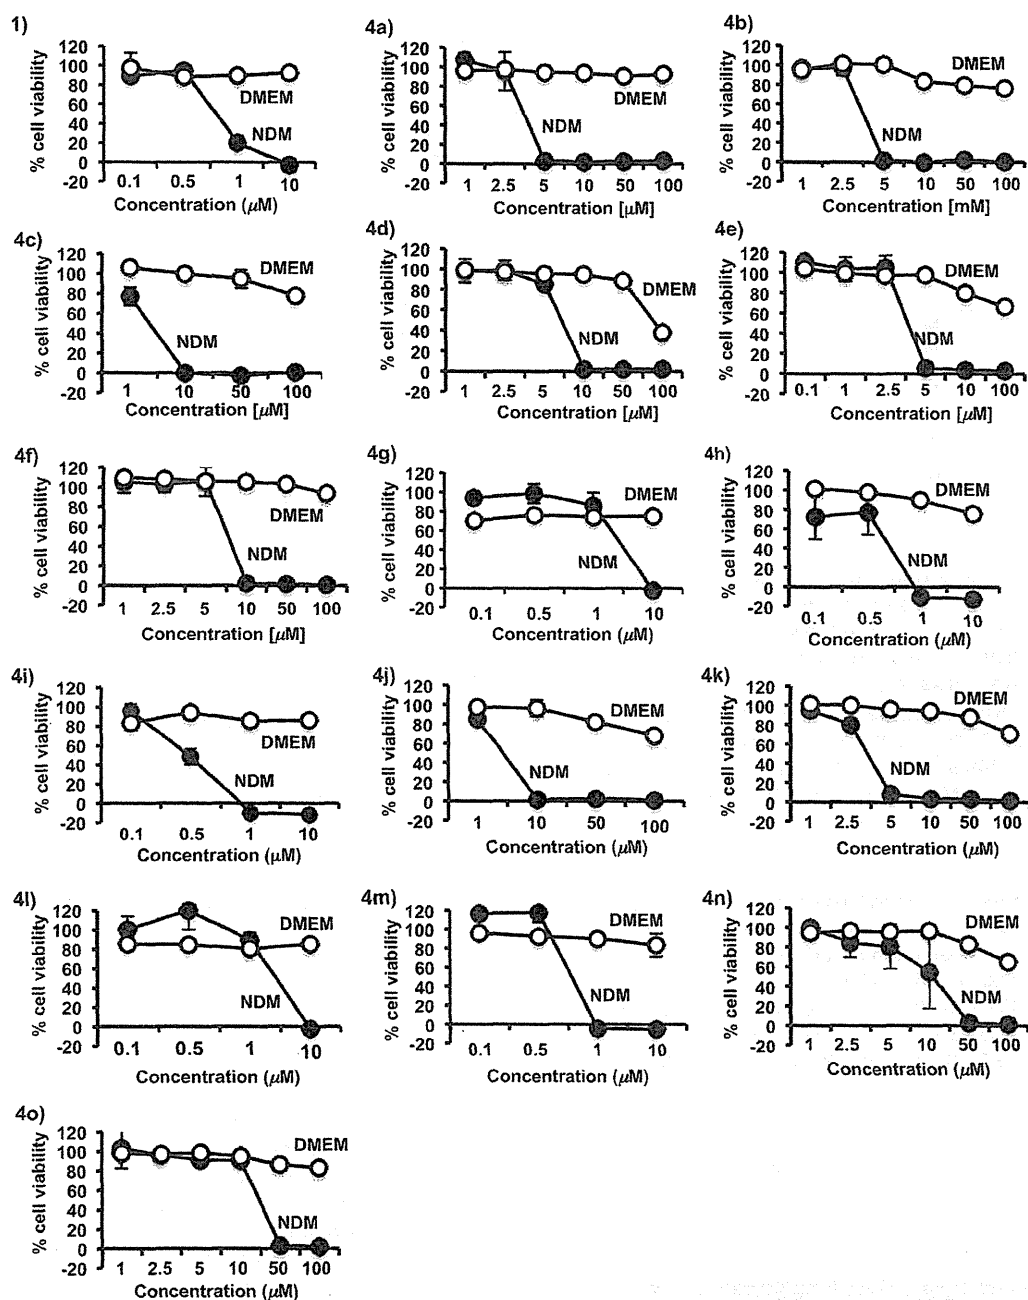 1)
% cell viability
120
100
80
60
40
20
0
-20
DMEM
NDM
0.1 0.5 1 10
Concentration (μM)
4a)
% cell viability
120
100
80
60
40
20
0
-20
DMEM
NDM
1 2.5 5 10 50 100
Concentration [μM]
4b)
% cell viability
120
100
80
60
40
20
0
-20
DMEM
NDM
1 2.5 5 10 50 100
Concentration [mM]
4c)
% cell viability
120
100
80
60
40
20
0
-20
DMEM
NDM
1 10 50 100
Concentration [μM]
4d)
% cell viability
120
100
80
60
40
20
0
-20
DMEM
NDM
1 2.5 5 10 50 100
Concentration [μM]
4e)
% cell viability
120
100
80
60
40
20
0
-20
DMEM
NDM
0.1 1 2.5 5 10 100
Concentration [μM]
4f)
% cell viability
120
100
80
60
40
20
0
-20
DMEM
NDM
1 2.5 5 10 50 100
Concentration [μM]
4g)
% cell viability
120
100
80
60
40
20
0
-20
DMEM
NDM
0.1 0.5 1 10
Concentration (μM)
4h)
% cell viability
120
100
80
60
40
20
0
-20
DMEM
NDM
0.1 0.5 1 10
Concentration (μM)
4i)
% cell viability
120
100
80
60
40
20
0
-20
DMEM
NDM
0.1 0.5 1 10
Concentration (μM)
4j)
% cell viability
120
100
80
60
40
20
0
-20
DMEM
NDM
1 10 50 100
Concentration (μM)
4k)
% cell viability
120
100
80
60
40
20
0
-20
DMEM
NDM
1 2.5 5 10 50 100
Concentration (μM)
4l)
% cell viability
120
100
80
60
40
20
0
-20
DMEM
NDM
0.1 0.5 1 10
Concentration (μM)
4m)
% cell viability
120
100
80
60
40
20
0
-20
DMEM
NDM
0.1 0.5 1 10
Concentration (μM)
4n)
% cell viability
120
100
80
60
40
20
0
-20
DMEM
NDM
1 2.5 5 10 50 100
Concentration (μM)
4o)
% cell viability
120
100
80
60
40
20
0
-20
DMEM
NDM
1 2.5 5 10 50 100
Concentration (μM)